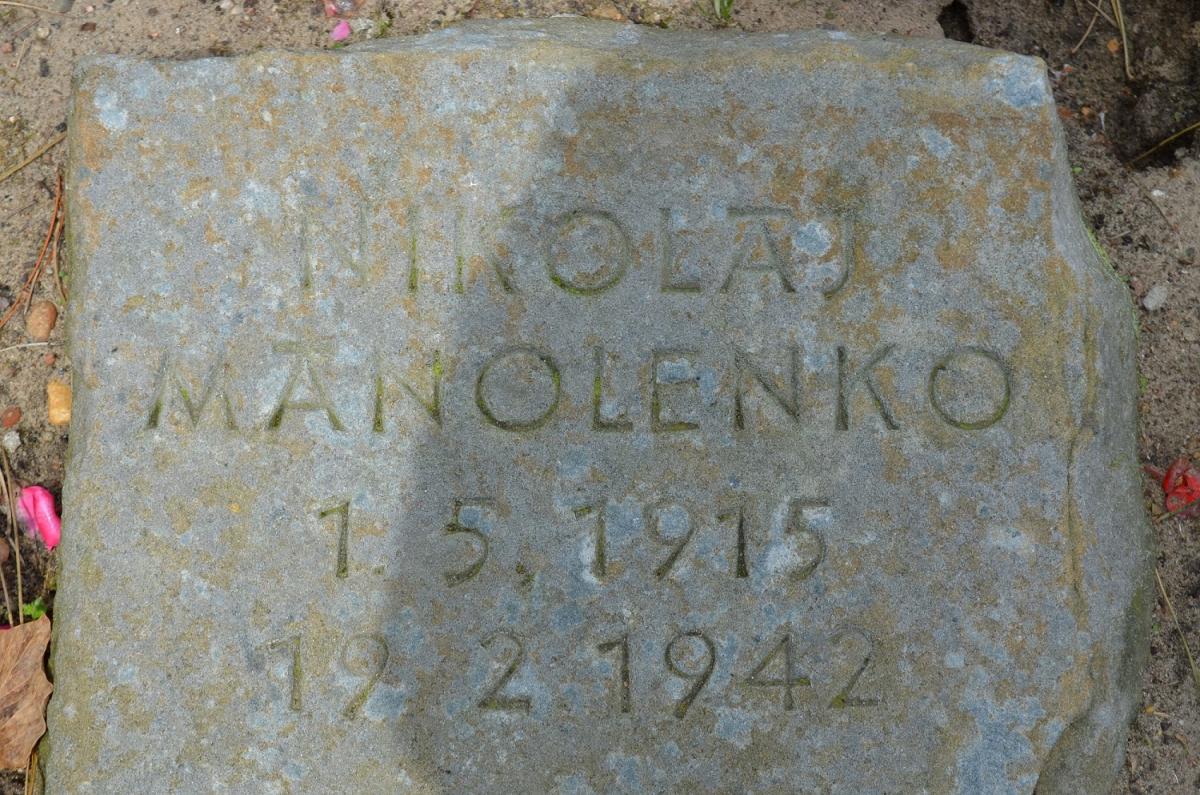 NIKOLAJ
MANOLENKO
1.5.1915
19 2 1942